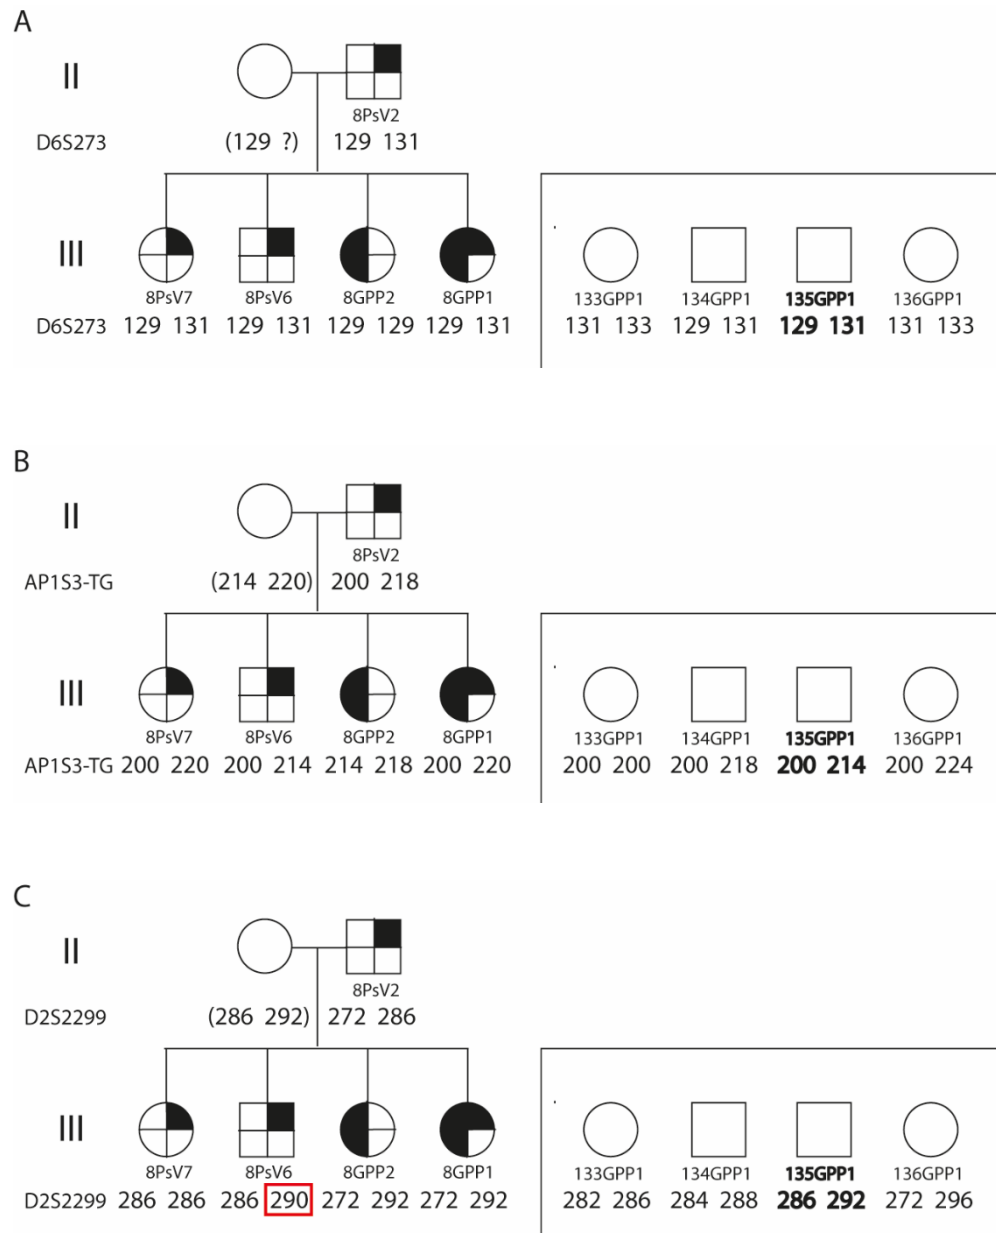 A
II
8PsV2
D6S273 (129 ?) 129 131
III
8PsV7 8PsV6 8GPP2 8GPP1 133GPP1 134GPP1 135GPP1 136GPP1
D6S273 129 131 129 131 129 129 129 131 131 133 129 131 129 131 131 133
B
II
8PsV2
AP1S3-TG (214 220) 200 218
III
8PsV7 8PsV6 8GPP2 8GPP1 133GPP1 134GPP1 135GPP1 136GPP1
AP1S3-TG 200 220 200 214 214 218 200 220 200 200 200 218 200 214 200 224
C
II
8PsV2
D2S2299 (286 292) 272 286
III
8PsV7 8PsV6 8GPP2 8GPP1 133GPP1 134GPP1 135GPP1 136GPP1
D2S2299 286 286 286 290 272 292 272 292 282 286 284 288 286 292 272 296